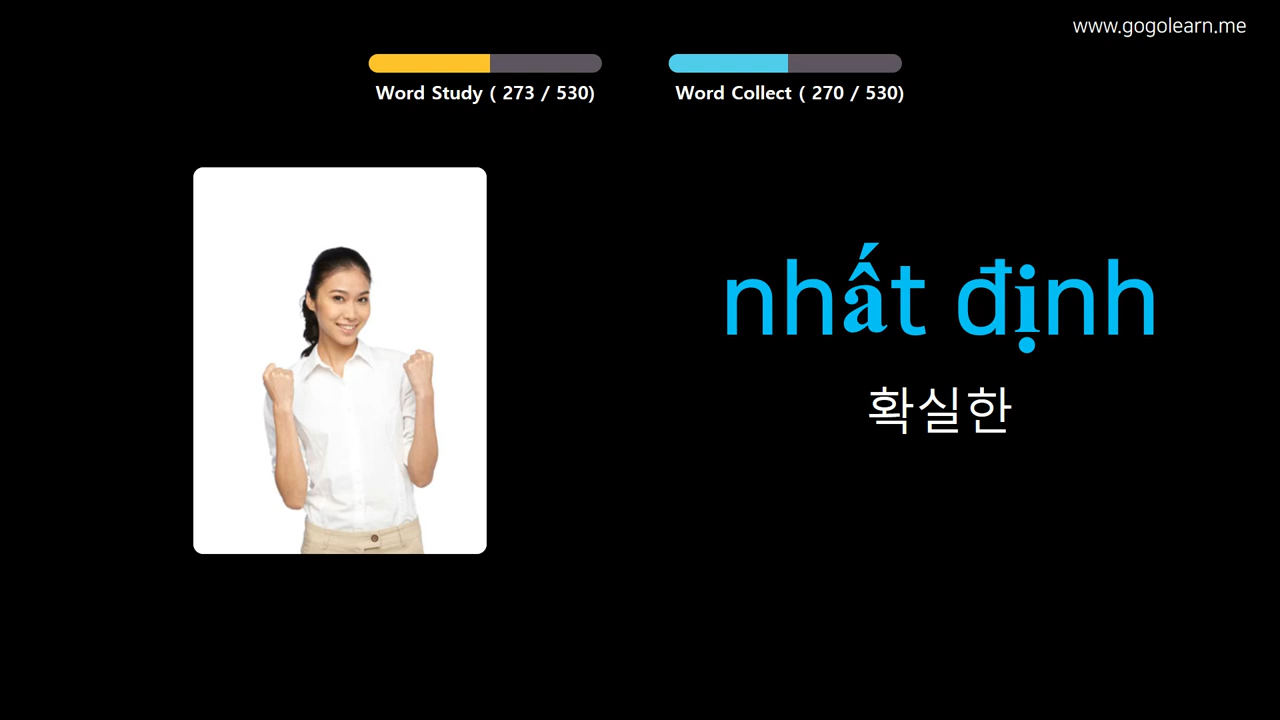 www.gogolearn.me
Word Study ( 273 / 530)
Word Collect ( 270 / 530)
nhất định
확실한